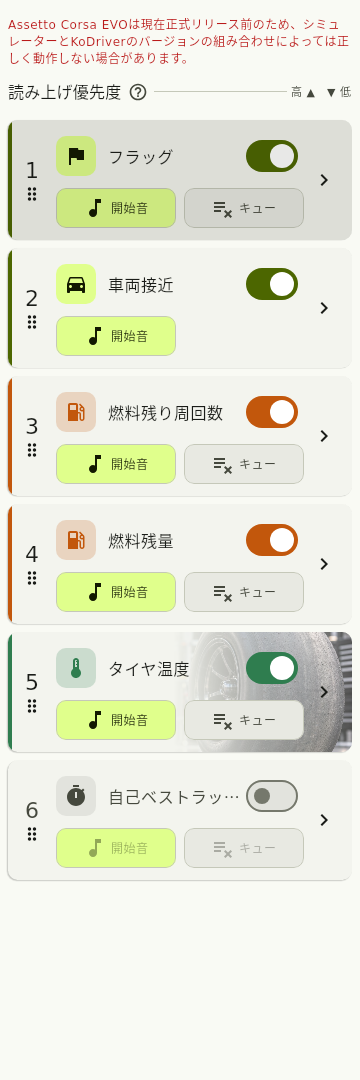 Assetto Corsa EVOは現在正式リリース前のため、シミュ
レーターとKoDriverのバージョンの組み合わせによっては正
しく動作しない場合があります。
読み上げ優先度 高▲ ▼低
1 フラッグ
開始音 キュー
2 車両接近
開始音
3 燃料残り周回数
開始音 キュー
4 燃料残量
開始音 キュー
5 タイヤ温度
開始音 キュー
6 自己ベストラッ…
開始音 キュー